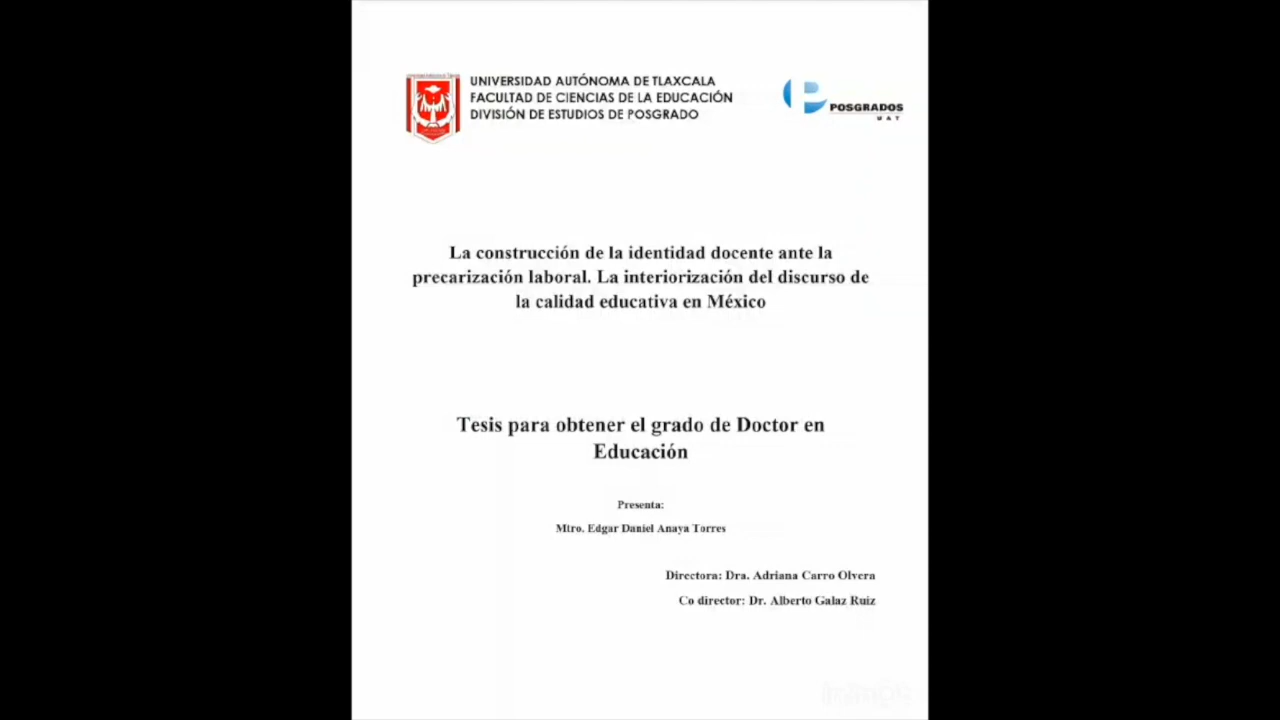 UNIVERSIDAD AUTÓNOMA DE TLAXCALA
FACULTAD DE CIENCIAS DE LA EDUCACIÓN
DIVISIÓN DE ESTUDIOS DE POSGRADO
POSGRADOS
UAT
La construcción de la identidad docente ante la
precarización laboral. La interiorización del discurso de
la calidad educativa en México
Tesis para obtener el grado de Doctor en
Educación
Presenta:
Mtro. Edgar Daniel Anaya Torres
Directora: Dra. Adriana Carro Olvera
Co director: Dr. Alberto Galaz Ruiz